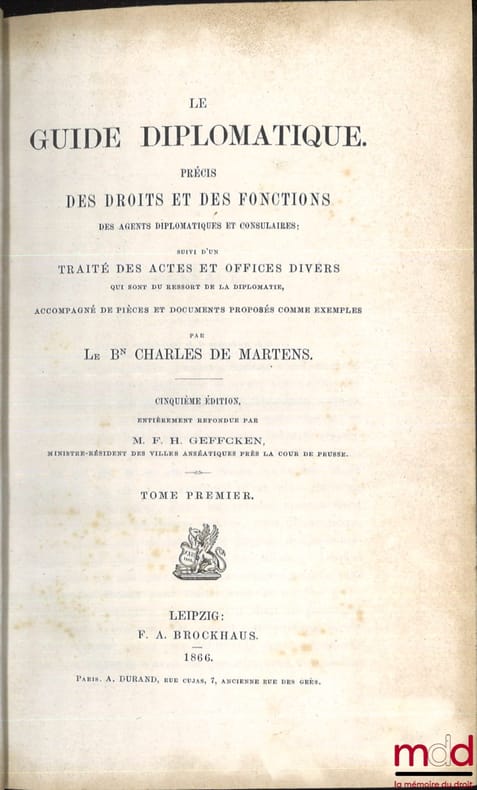 LE
GUIDE DIPLOMATIQUE.
PRÉCIS
DES DROITS ET DES FONCTIONS
DES AGENTS DIPLOMATIQUES ET CONSULAIRES;
SUIVI D'UN
TRAITÉ DES ACTES ET OFFICES DIVERS
QUI SONT DU RESSORT DE LA DIPLOMATIE,
ACCOMPAGNÉ DE PIÈCES ET DOCUMENTS PROPOSÉS COMME EXEMPLES
PAR
LE BN CHARLES DE MARTENS.
CINQUIÈME ÉDITION,
ENTIÈREMENT REFONDUE PAR
M. F. H. GEFFCKEN,
MINISTRE-RÉSIDENT DES VILLES ANSÉATIQUES PRÈS LA COUR DE PRUSSE.
TOME PREMIER.
LEIPZIG:
F. A. BROCKHAUS.
1866.
PARIS. A. DURAND, RUE CUJAS, 7, ANCIENNE RUE DES GRÈS.
mdd
la mémoire du droit